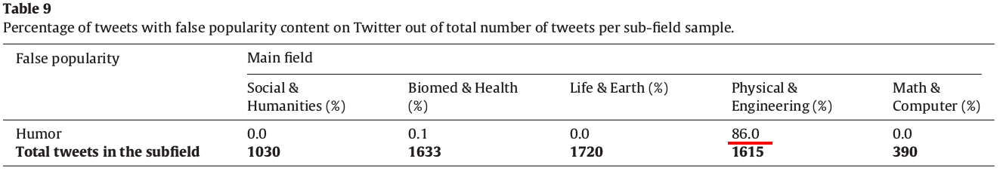 Table 9
Percentage of tweets with false popularity content on Twitter out of total number of tweets per sub-field sample.
False popularity Main field
Social & Humanities (%) Biomed & Health (%) Life & Earth (%) Physical & Engineering (%) Math & Computer (%)
Humor 0.0 0.1 0.0 86.0 0.0
Total tweets in the subfield 1030 1633 1720 1615 390